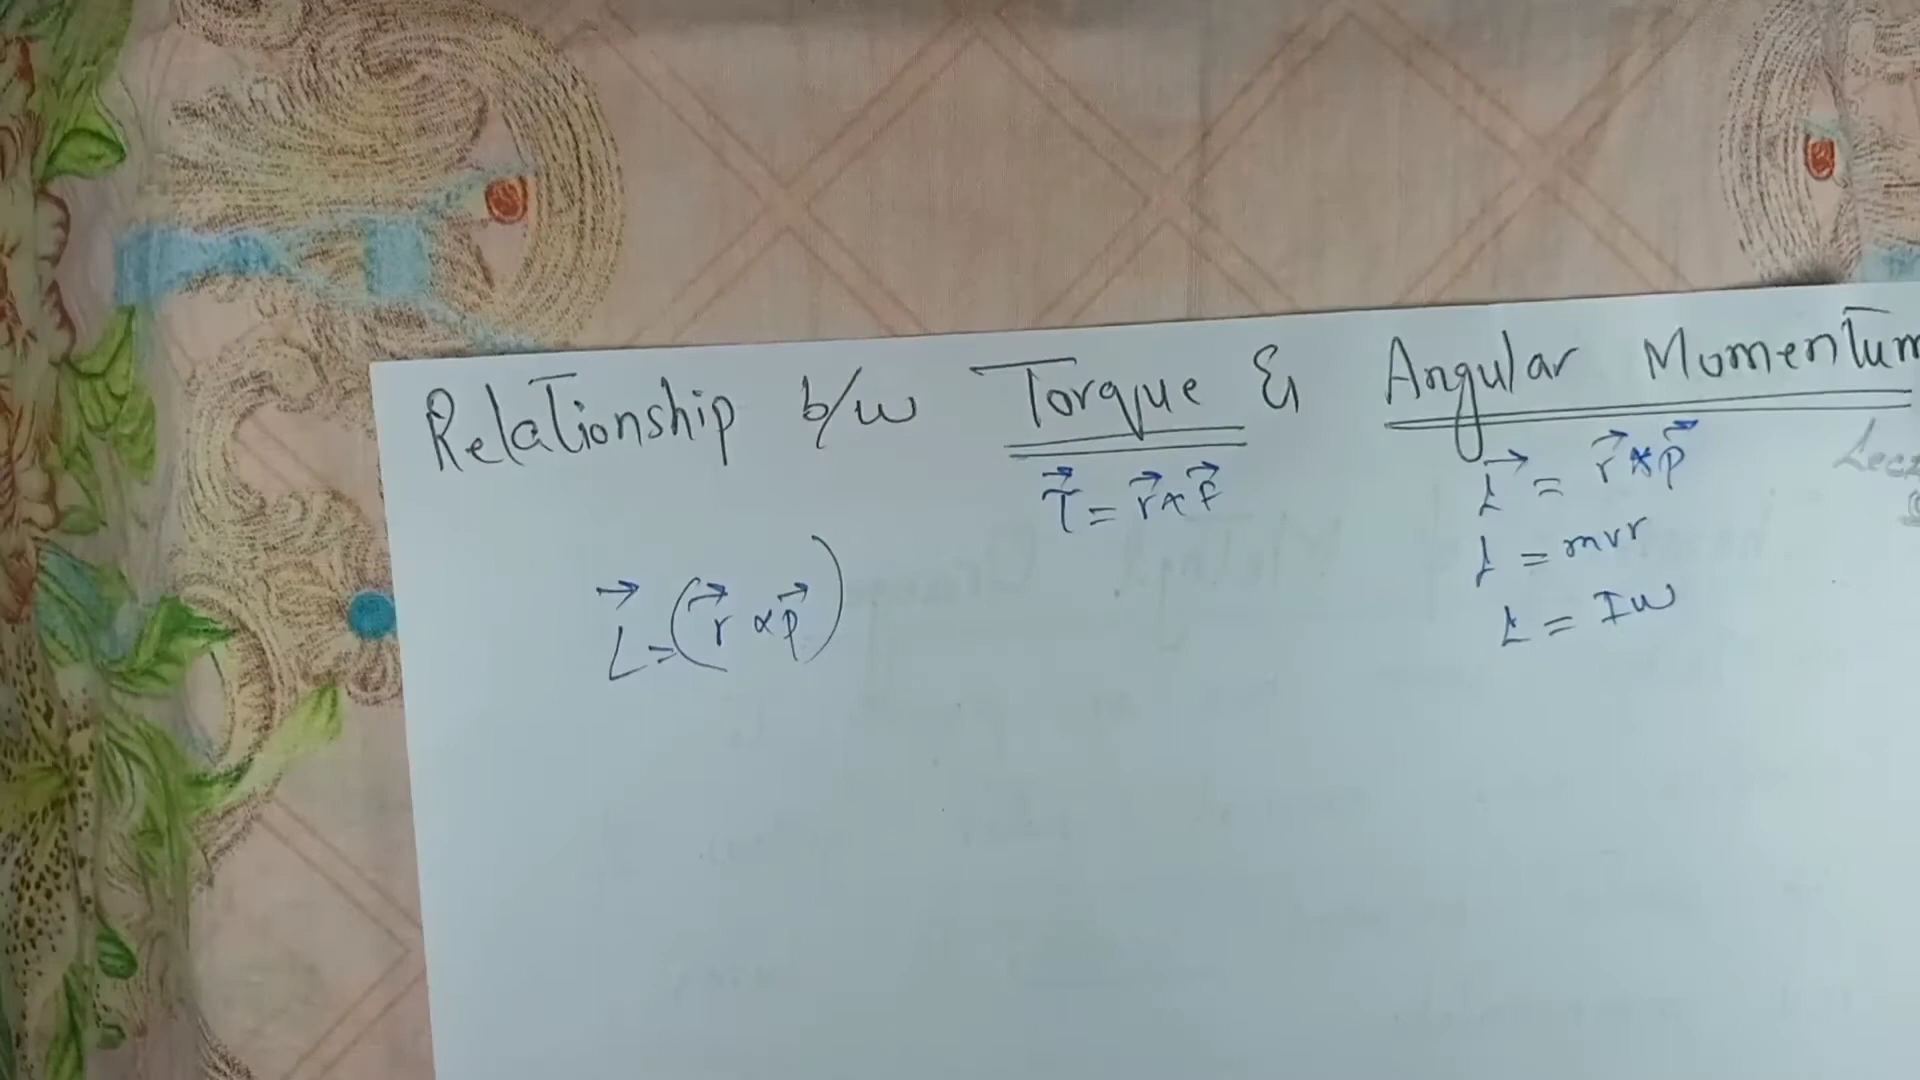 Relationship b/w Torque & Angular Momentum
τ⃗ = r⃗ × F⃗
L⃗ = r⃗ × p⃗
L = mvr
L = Iω
L⃗ = (r⃗ × p⃗)